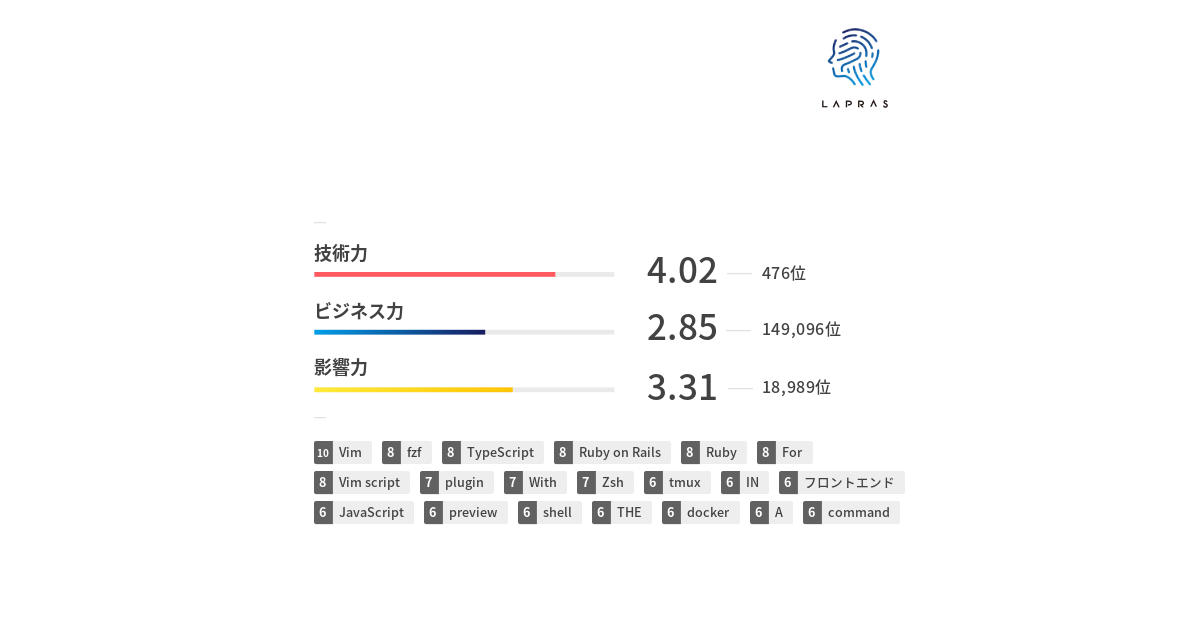 LAPRAS
技術力 4.02 476位
ビジネス力 2.85 149,096位
影響力 3.31 18,989位
10 Vim 8 fzf 8 TypeScript 8 Ruby on Rails 8 Ruby 8 For
8 Vim script 7 plugin 7 With 7 Zsh 6 tmux 6 IN 6 フロントエンド
6 JavaScript 6 preview 6 shell 6 THE 6 docker 6 A 6 command